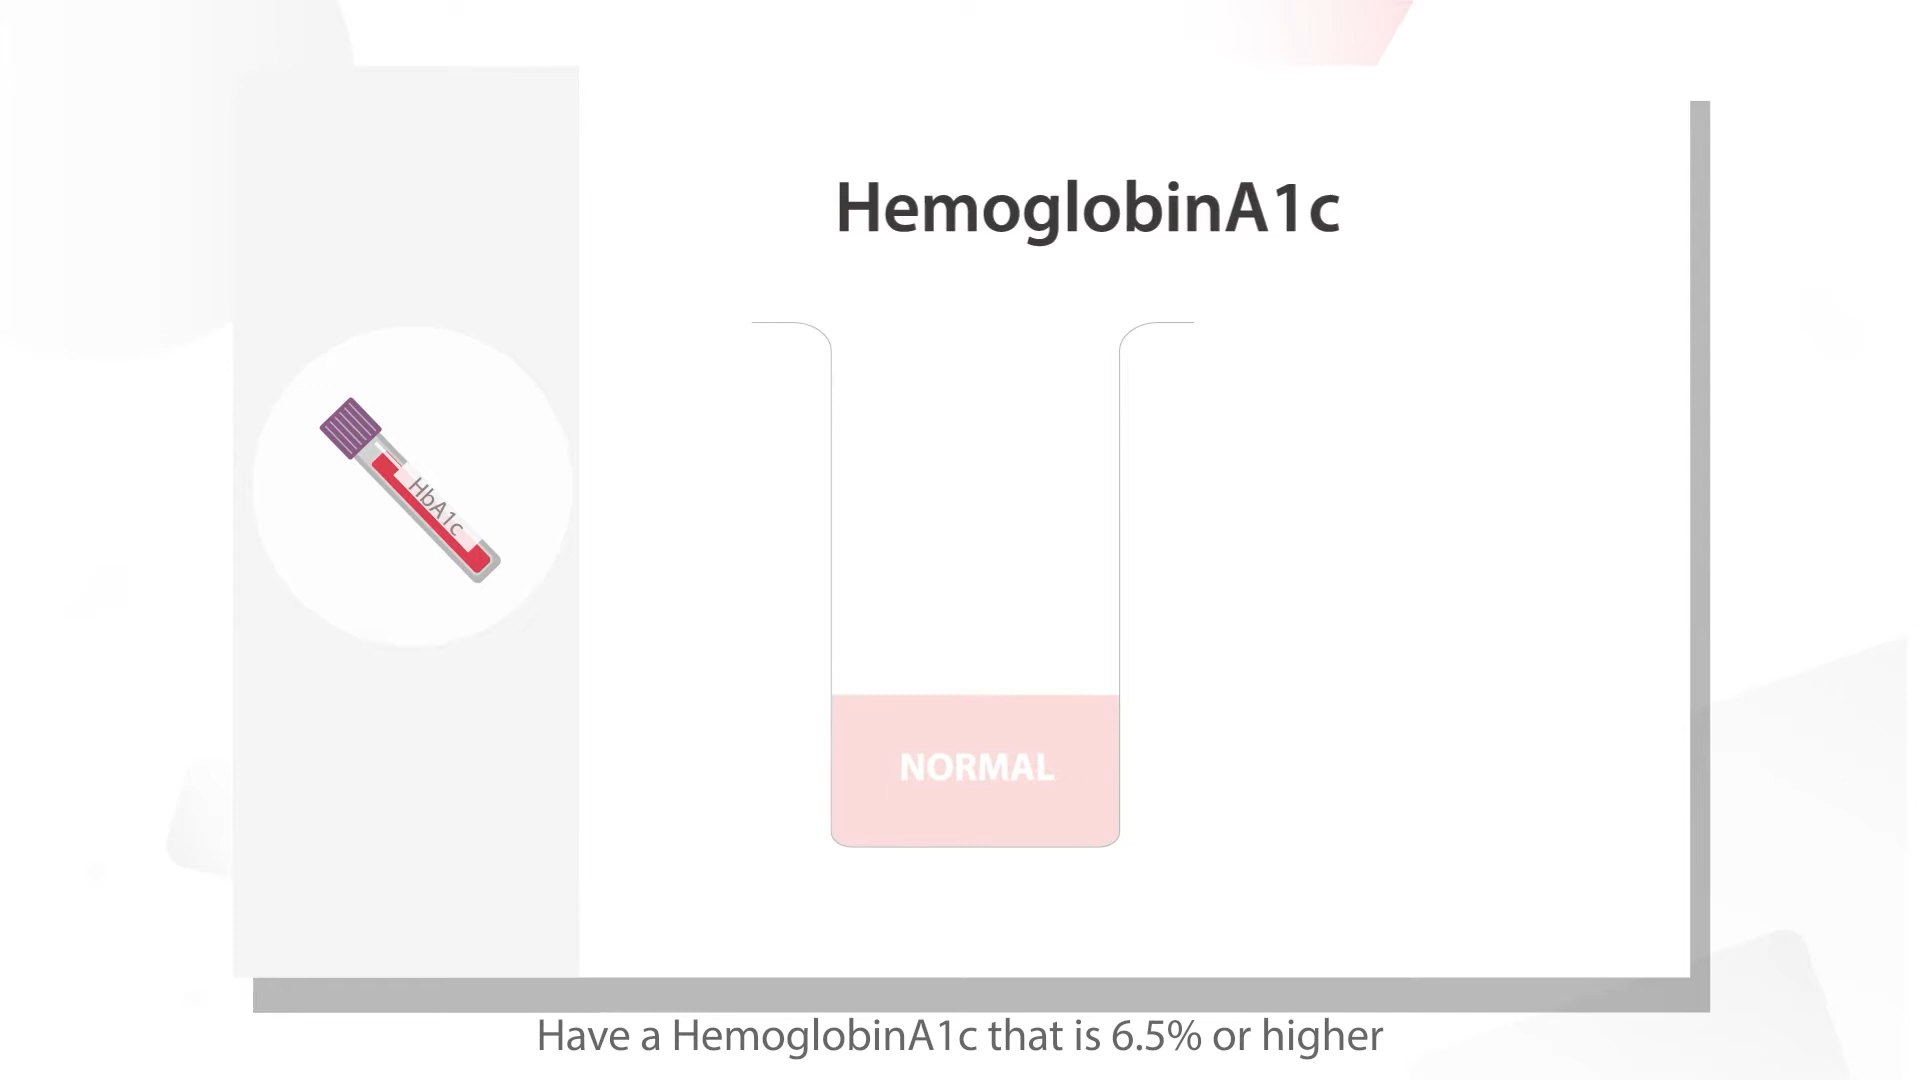 HemoglobinA1c
HbA1c
NORMAL
Have a HemoglobinA1c that is 6.5% or higher